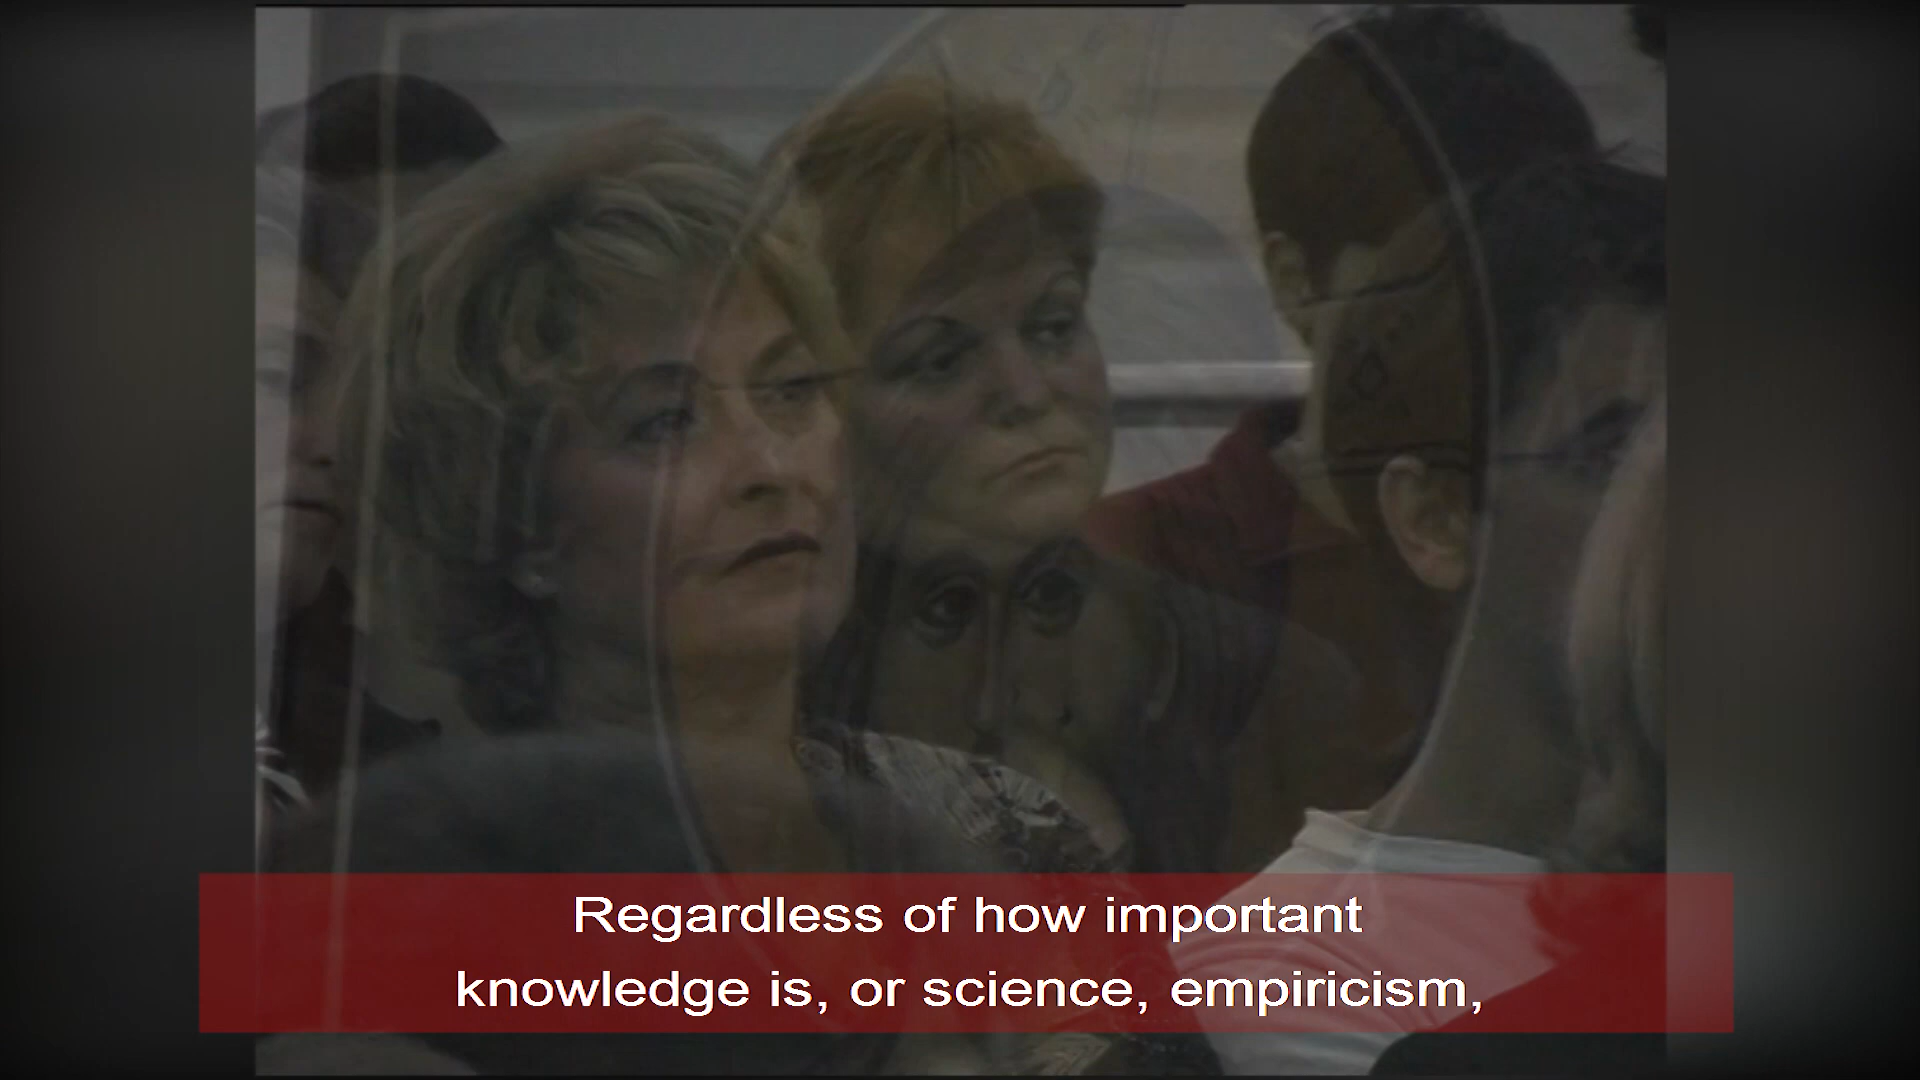 Regardless of how important
knowledge is, or science, empiricism,